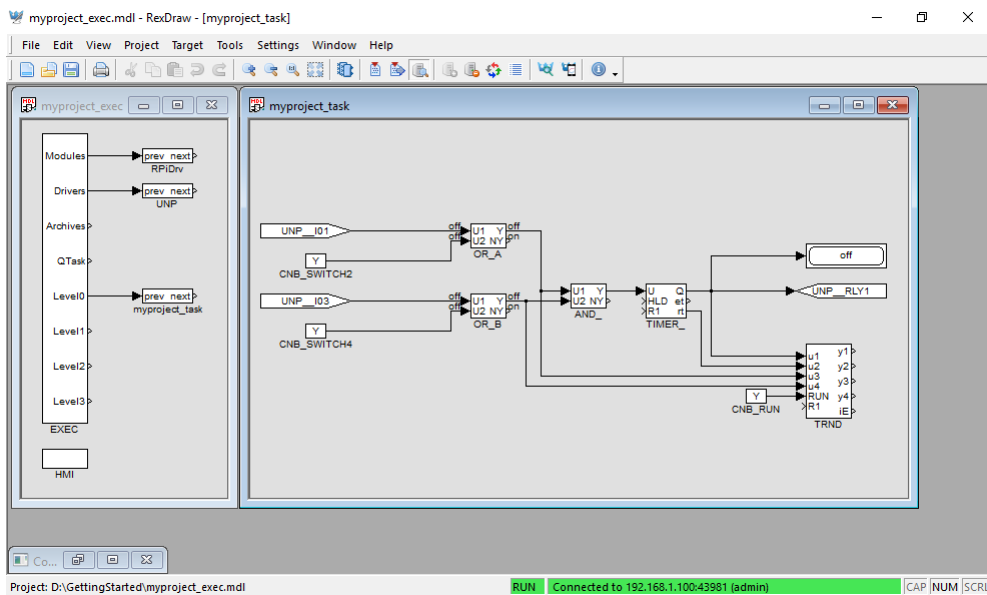 myproject_exec.mdl - RexDraw - [myproject_task]
File Edit View Project Target Tools Settings Window Help
myproject_exec
Modules
prev next
RPiDrv
Drivers
prev next
UNP
Archives
QTask
Level0
prev next
myproject_task
Level1
Level2
Level3
EXEC
HMI
myproject_task
UNP__I01
off
off
U1 Y
U2 NY
off
on
OR_A
Y
CNB_SWITCH2
UNP__I03
off
off
U1 Y
U2 NY
off
on
OR_B
Y
CNB_SWITCH4
U1 Y
U2 NY
AND_
U Q
HLD et
R1 rt
TIMER_
off
UNP__RLY1
u1 y1
u2 y2
u3 y3
u4 y4
RUN
R1 iE
TRND
Y
CNB_RUN
Co...
Project: D:\GettingStarted\myproject_exec.mdl
RUN
Connected to 192.168.1.100:43981 (admin)
CAP NUM SCRL